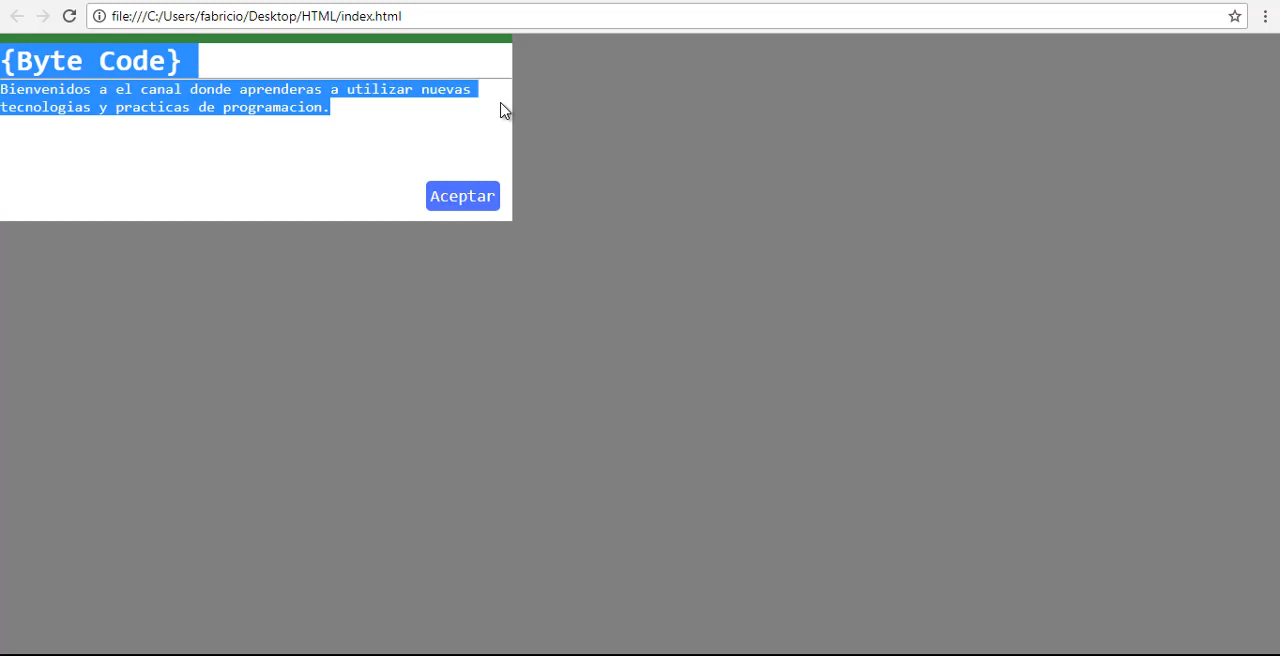 file:///C:/Users/fabricio/Desktop/HTML/index.html
{Byte Code}
Bienvenidos a el canal donde aprenderas a utilizar nuevas
tecnologias y practicas de programacion.
Aceptar